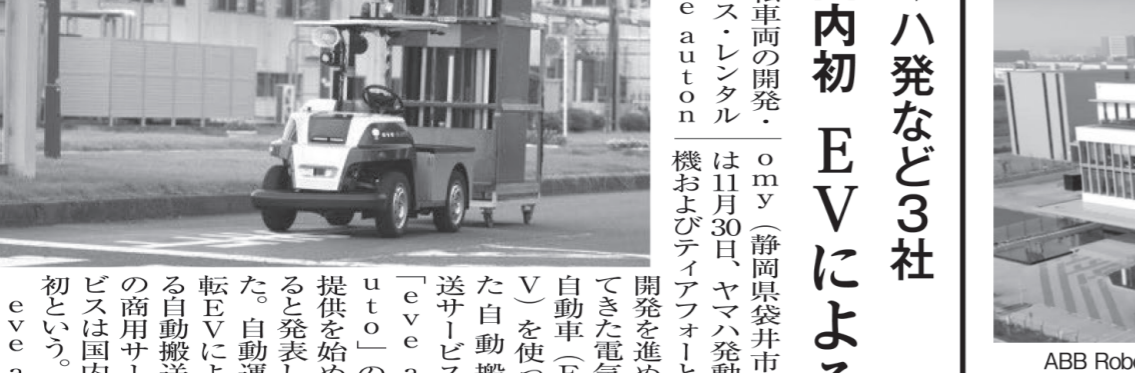 ハ発など３社
内初 EVによ
転車両の開発・
ス・レンタル
e auton
omy（静岡県袋井市
は11月30日、ヤマハ発動
機およびティアフォーと
開発を進め
てきた電気
自動車（E
V）を使っ
た自動搬
送サービス
「eve a
uto」の
提供を始め
ると発表し
た。自動運
転EVによ
る自動搬送
の商用サー
ビスは国内
初という。
eve a
ABB Robo